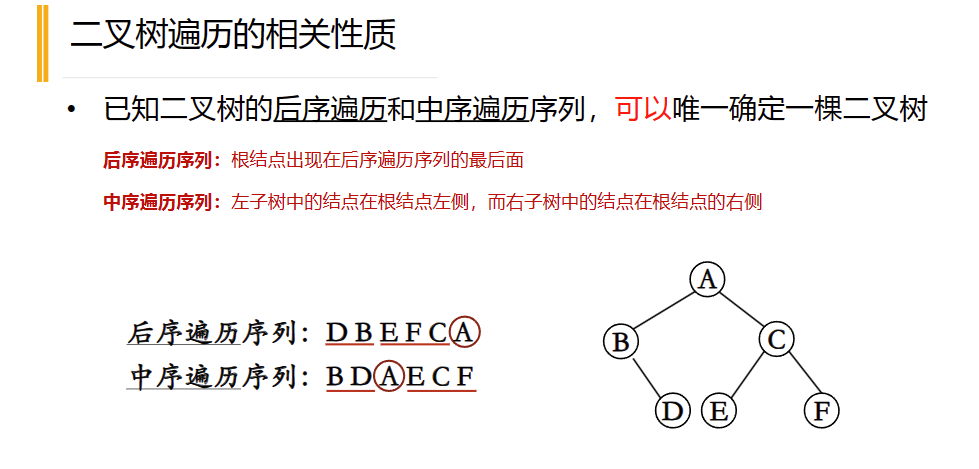 二叉树遍历的相关性质
• 已知二叉树的后序遍历和中序遍历序列，可以唯一确定一棵二叉树
后序遍历序列：根结点出现在后序遍历序列的最后面
中序遍历序列：左子树中的结点在根结点左侧，而右子树中的结点在根结点的右侧
后序遍历序列：D B E F C A
中序遍历序列：B D A E C F
A
B C
D E F